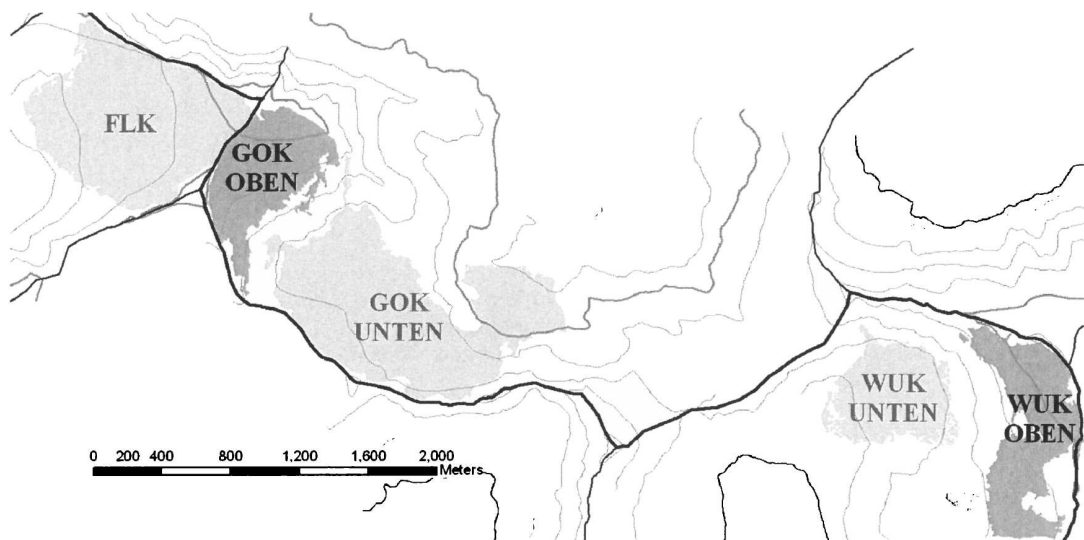 FLK
GOK
OBEN
GOK
UNTEN
WUK
UNTEN
WUK
OBEN
0 200 400 800 1,200 1,600 2,000
Meters